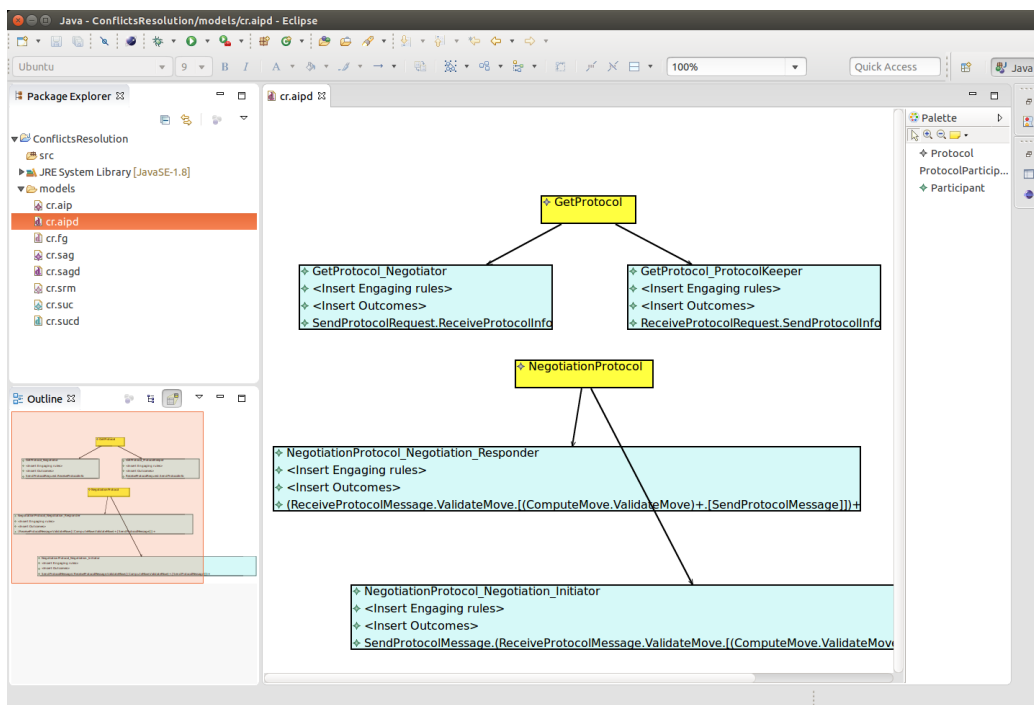 Java - ConflictsResolution/models/cr.aipd - Eclipse
Ubuntu 9 B I A 100% Quick Access Java
Package Explorer
cr.aipd
Palette
ConflictsResolution
src
JRE System Library [JavaSE-1.8]
models
cr.aip
cr.aipd
cr.fg
cr.sag
cr.sagd
cr.srm
cr.suc
cr.sucd
Outline
GetProtocol
GetProtocol_Negotiator
<Insert Engaging rules>
<Insert Outcomes>
SendProtocolRequest.ReceiveProtocolInfo
GetProtocol_ProtocolKeeper
<Insert Engaging rules>
<Insert Outcomes>
ReceiveProtocolRequest.SendProtocolInfo
NegotiationProtocol
NegotiationProtocol_Negotiation_Responder
<Insert Engaging rules>
<Insert Outcomes>
(ReceiveProtocolMessage.ValidateMove.[(ComputeMove.ValidateMove)+.[SendProtocolMessage]])+
NegotiationProtocol_Negotiation_Initiator
<Insert Engaging rules>
<Insert Outcomes>
SendProtocolMessage.(ReceiveProtocolMessage.ValidateMove.[(ComputeMove.ValidateMove
Protocol
ProtocolParticip...
Participant